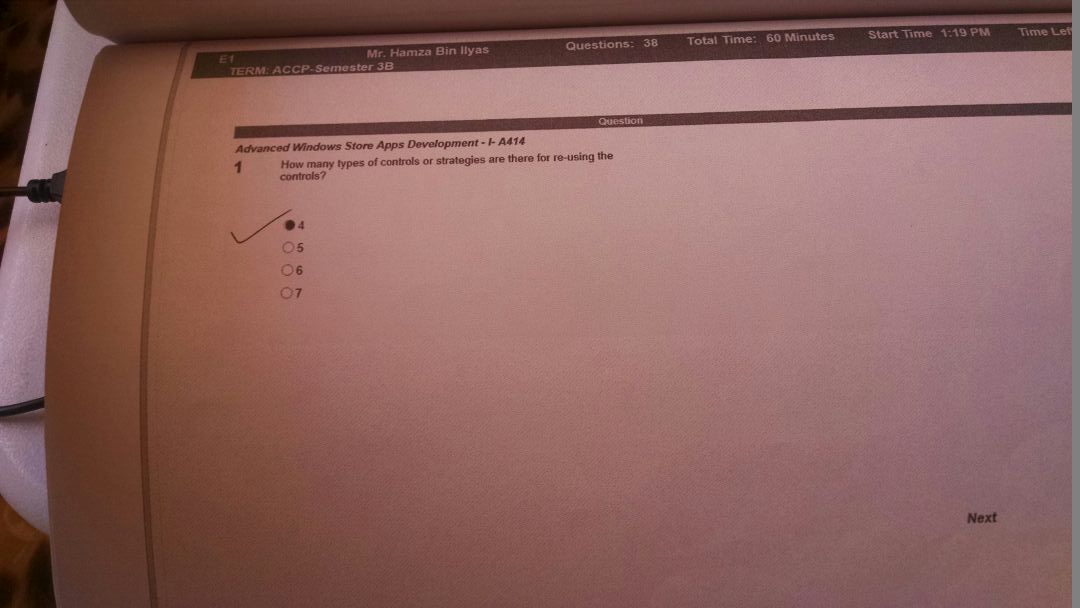 E1 Mr. Hamza Bin Ilyas Questions: 38 Total Time: 60 Minutes Start Time 1:19 PM Time
TERM: ACCP-Semester 3B
Question
Advanced Windows Store Apps Development - I- A414
1 How many types of controls or strategies are there for re-using the
controls?
4
5
6
7
Next